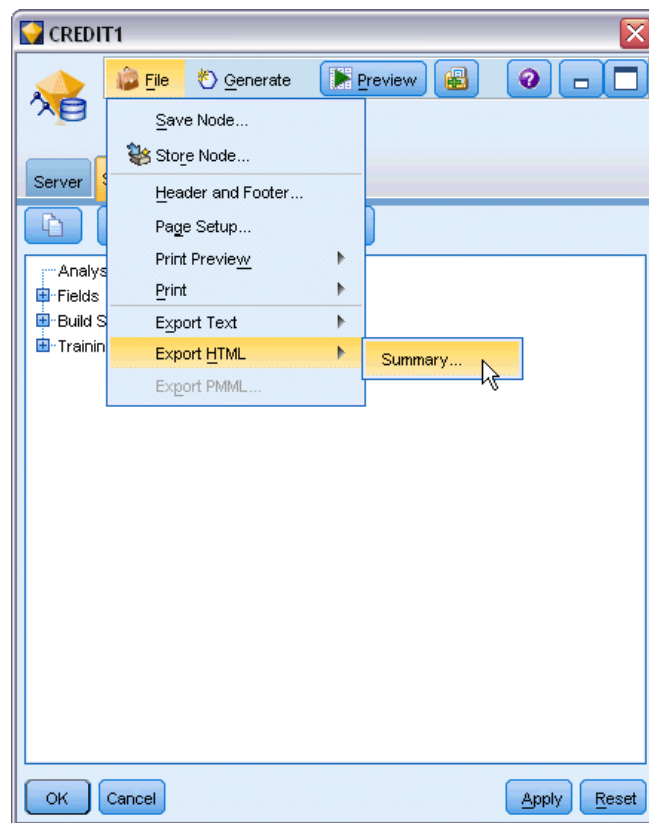 CREDIT1
File Generate Preview
Save Node...
Store Node...
Server
Header and Footer...
Page Setup...
Print Preview
Print
Export Text
Export HTML
Summary...
Export PMML...
Analys
Fields
Build S
Trainin
OK Cancel Apply Reset